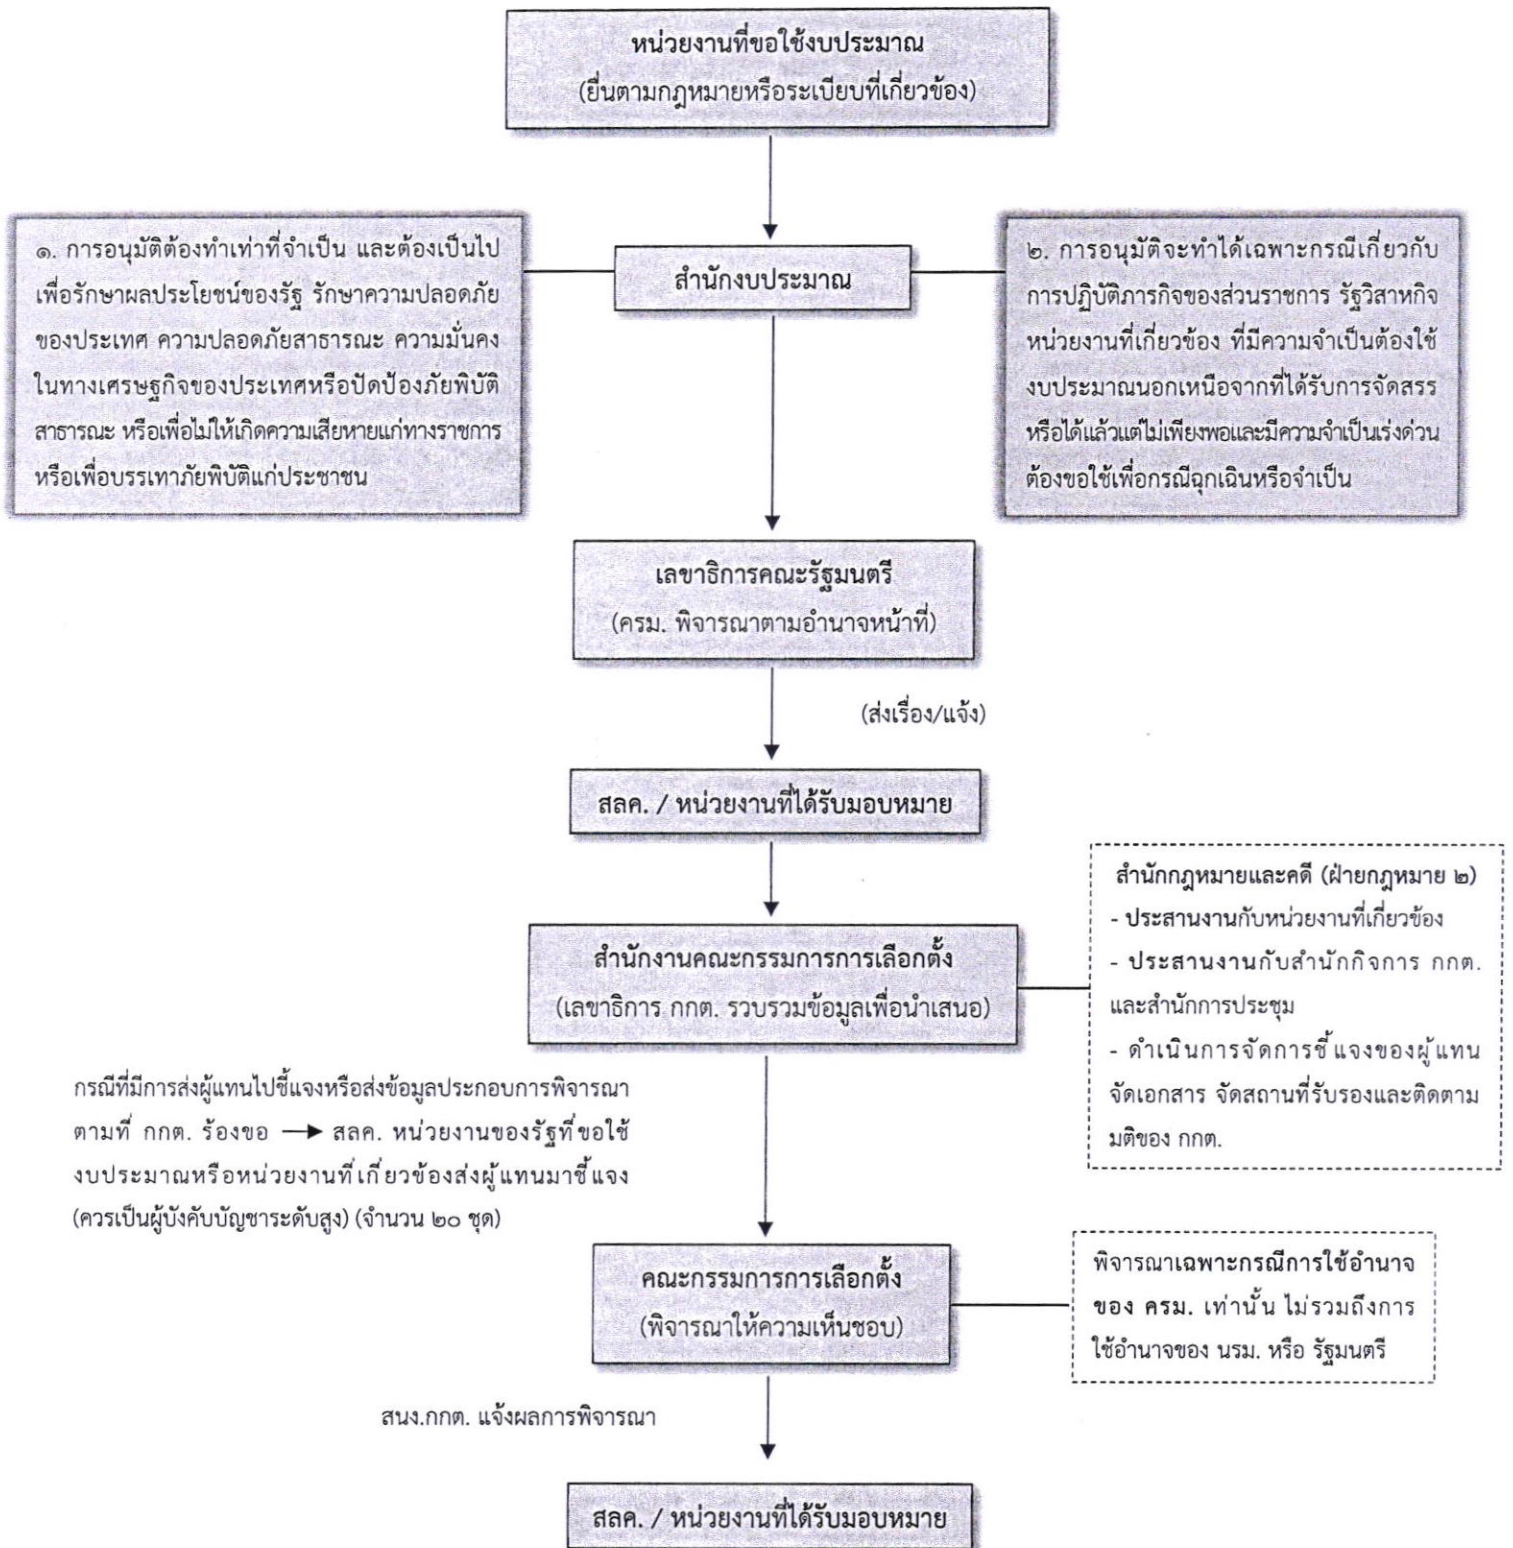 หน่วยงานที่ขอใช้งบประมาณ
(ยื่นตามกฎหมายหรือระเบียบที่เกี่ยวข้อง)
๑. การอนุมัติต้องทำเท่าที่จำเป็น และต้องเป็นไป
เพื่อรักษาผลประโยชน์ของรัฐ รักษาความปลอดภัย
ของประเทศ ความปลอดภัยสาธารณะ ความมั่นคง
ในทางเศรษฐกิจของประเทศหรือปัดป้องภัยพิบัติ
สาธารณะ หรือเพื่อไม่ให้เกิดความเสียหายแก่ทางราชการ
หรือเพื่อบรรเทาภัยพิบัติแก่ประชาชน
สำนักงบประมาณ
๒. การอนุมัติจะทำได้เฉพาะกรณีเกี่ยวกับ
การปฏิบัติภารกิจของส่วนราชการ รัฐวิสาหกิจ
หน่วยงานที่เกี่ยวข้อง ที่มีความจำเป็นต้องใช้
งบประมาณนอกเหนือจากที่ได้รับการจัดสรร
หรือได้แล้วแต่ไม่เพียงพอและมีความจำเป็นเร่งด่วน
ต้องขอใช้เพื่อกรณีฉุกเฉินหรือจำเป็น
เลขาธิการคณะรัฐมนตรี
(ครม. พิจารณาตามอำนาจหน้าที่)
(ส่งเรื่อง/แจ้ง)
สลค. / หน่วยงานที่ได้รับมอบหมาย
สำนักงานคณะกรรมการการเลือกตั้ง
(เลขาธิการ กกต. รวบรวมข้อมูลเพื่อนำเสนอ)
สำนักกฎหมายและคดี (ฝ่ายกฎหมาย ๒)
- ประสานงานกับหน่วยงานที่เกี่ยวข้อง
- ประสานงานกับสำนักกิจการ กกต.
และสำนักการประชุม
- ดำเนินการจัดการชี้แจงของผู้แทน
จัดเอกสาร จัดสถานที่รับรองและติดตาม
มติของ กกต.
กรณีที่มีการส่งผู้แทนไปชี้แจงหรือส่งข้อมูลประกอบการพิจารณา
ตามที่ กกต. ร้องขอ → สลค. หน่วยงานของรัฐที่ขอใช้
งบประมาณหรือหน่วยงานที่เกี่ยวข้องส่งผู้แทนมาชี้แจง
(ควรเป็นผู้บังคับบัญชาระดับสูง) (จำนวน ๒๐ ชุด)
คณะกรรมการการเลือกตั้ง
(พิจารณาให้ความเห็นชอบ)
พิจารณาเฉพาะกรณีการใช้อำนาจ
ของ ครม. เท่านั้น ไม่รวมถึงการ
ใช้อำนาจของ นรม. หรือ รัฐมนตรี
สนง.กกต. แจ้งผลการพิจารณา
สลค. / หน่วยงานที่ได้รับมอบหมาย